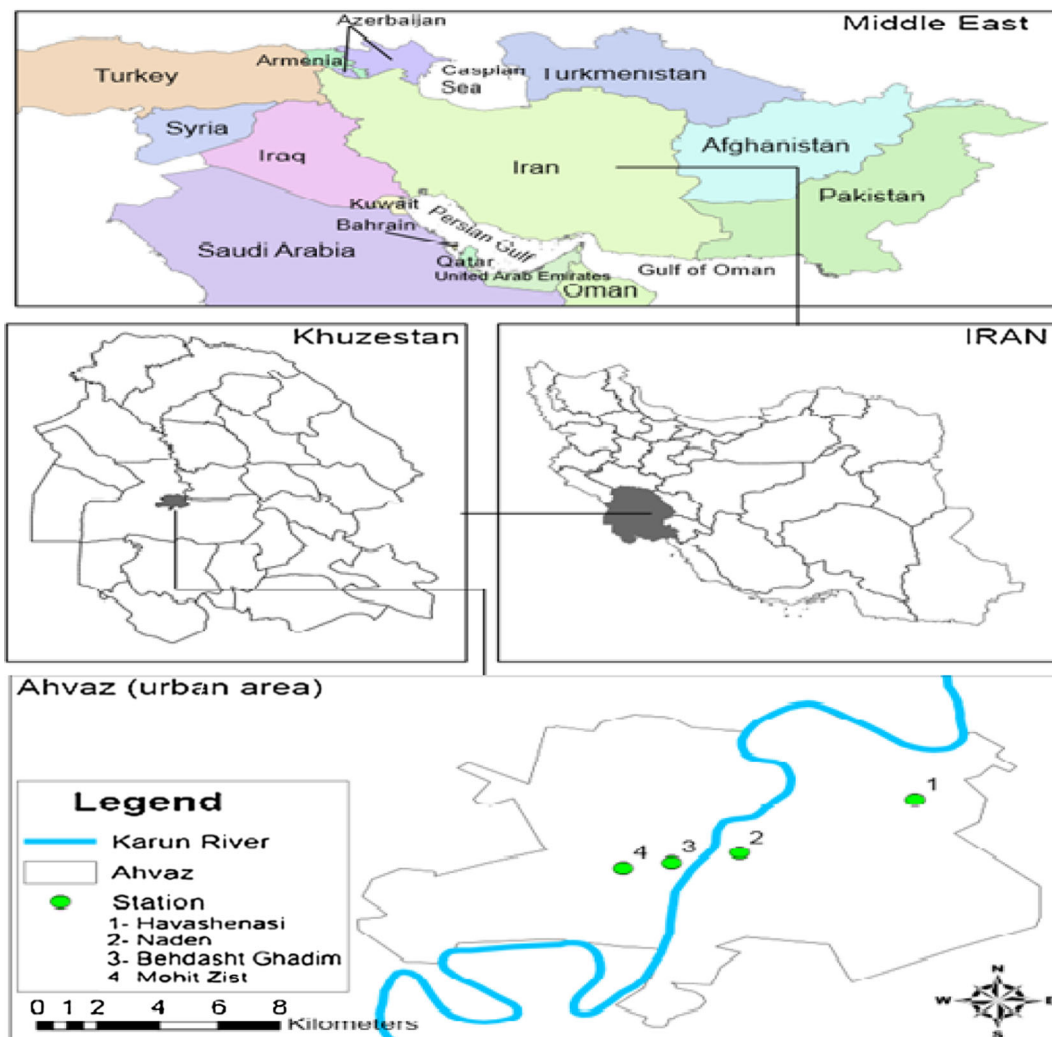 Middle East
Azerbaijan
Armenia
Caspian
Sea
Turkey
Turkmenistan
Syria
Iraq
Iran
Afghanistan
Pakistan
Kuwait
Bahrain
Persian Gulf
Saudi Arabia
Qatar
United Arab Emirates
Gulf of Oman
Oman
Khuzestan
IRAN
Ahvaz (urban area)
Legend
Karun River
Ahvaz
Station
1- Havashenasi
2- Naden
3- Behdasht Ghadim
4 Mohit Zist
0 1 2 4 6 8
Kilometers
1
2
3
4
N
W E
S